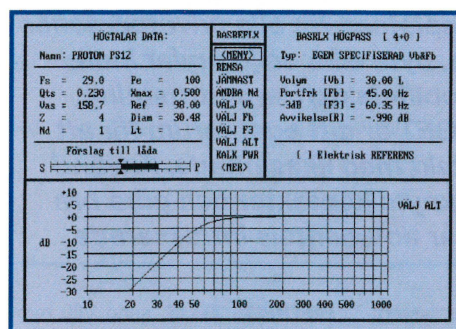 HÖGTALAR DATA:
Namn: PROTON PS12
Fs = 29.0 Pe = 100
Qts = 0.230 Xmax = 0.500
Vas = 158.7 Ref = 98.00
Z = 4 Diam = 30.48
Nd = 1 Lt = ---
Förslag till låda
S P
BASREFLX
<MENY>
RENSA
JÄMNAST
ÄNDRA Nd
VÄLJ Vb
VÄLJ Fb
VÄLJ F3
VÄLJ ALT
KALK PWR
<MER>
BASRLX HÖGPASS [ 4+0 ]
Typ: EGEN SPECIFISERAD Vb&Fb
Volym [Vb] = 30.00 L
Portfrk [Fb] = 45.00 Hz
-3dB [F3] = 60.35 Hz
Avvikelse[R] = -.990 dB
[ ] Elektrisk REFERENS
+10
+5
+0
-5
dB -10
-15
-20
-25
-30
10 20 30 40 50 100 200 300 400 500 1000
VÄLJ ALT